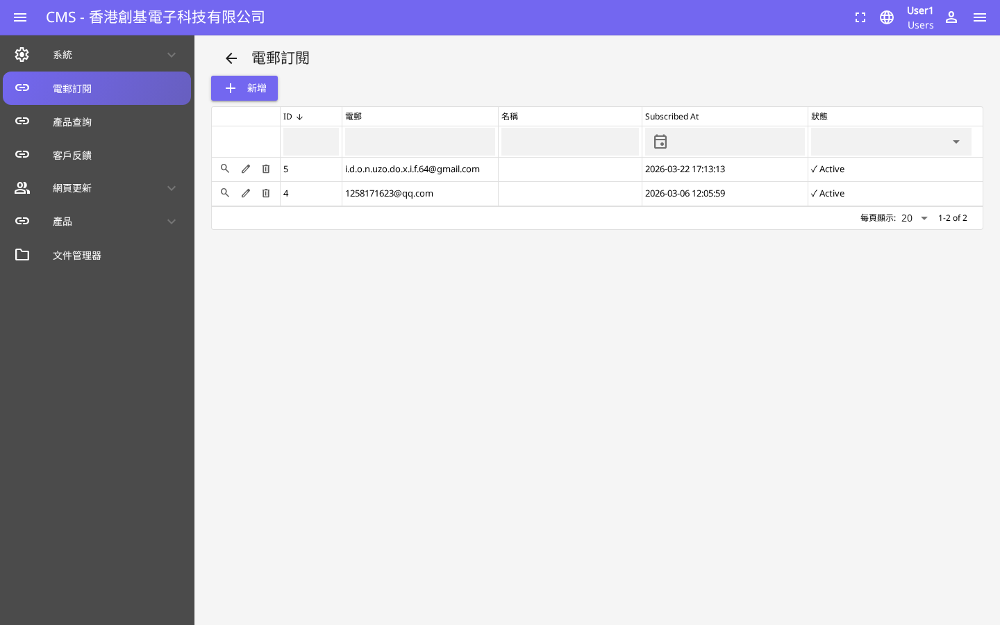 CMS - 香港創基電子科技有限公司
User1
Users
系統
電郵訂閱
產品查詢
客戶反饋
網頁更新
產品
文件管理器
電郵訂閱
新增
ID 電郵 名稱 Subscribed At 狀態
5 i.d.o.n.uzo.do.x.i.f.64@gmail.com 2026-03-22 17:13:13 ✓ Active
4 1258171623@qq.com 2026-03-06 12:05:59 ✓ Active
每頁顯示: 20 1-2 of 2